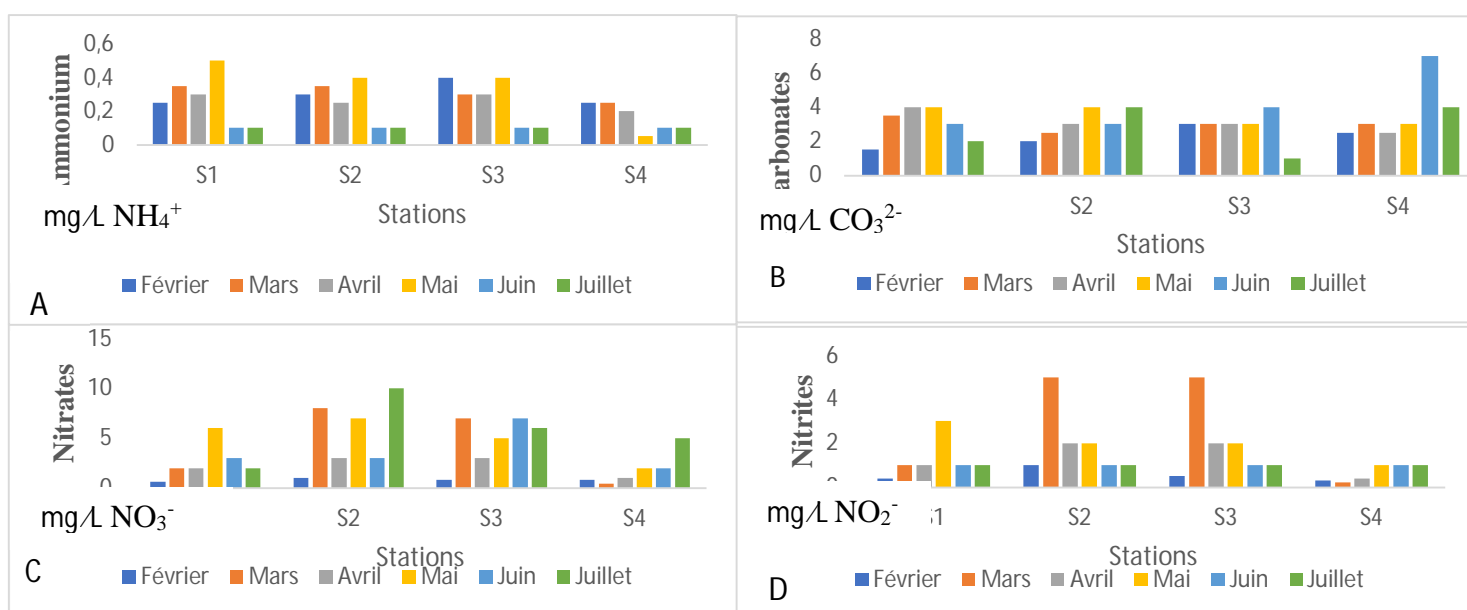 0,6
0,4
0,2
0
mmonium
S1 S2 S3 S4
mg/L NH₄⁺
Stations
Février Mars Avril Mai Juin Juillet
A
8
6
4
2
0
arbonates
S2 S3 S4
mg/L CO₃²⁻
Stations
Février Mars Avril Mai Juin Juillet
B
15
10
5
0
Nitrates
S2 S3 S4
mg/L NO₃⁻
Stations
Février Mars Avril Mai Juin Juillet
C
6
4
2
0
Nitrites
S1 S2 S3 S4
mg/L NO₂⁻
Stations
Février Mars Avril Mai Juin Juillet
D